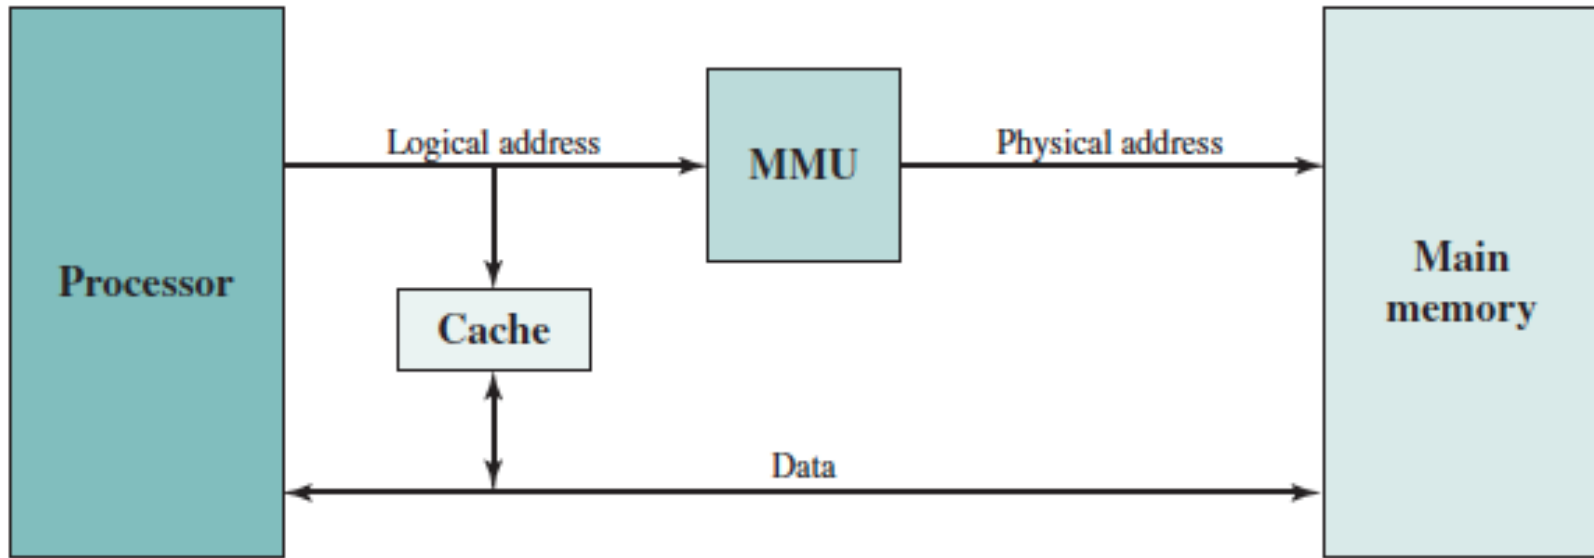 Logical address
MMU
Physical address
Processor
Cache
Main
memory
Data